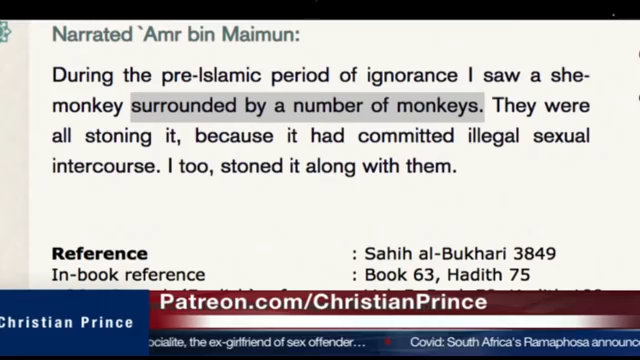 Narrated `Amr bin Maimun:
During the pre-Islamic period of ignorance I saw a she-
monkey surrounded by a number of monkeys. They were
all stoning it, because it had committed illegal sexual
intercourse. I too, stoned it along with them.
Reference : Sahih al-Bukhari 3849
In-book reference : Book 63, Hadith 75
Patreon.com/ChristianPrince
Christian Prince
ocialite, the ex-girlfriend of sex offender... Covid: South Africa's Ramaphosa announc